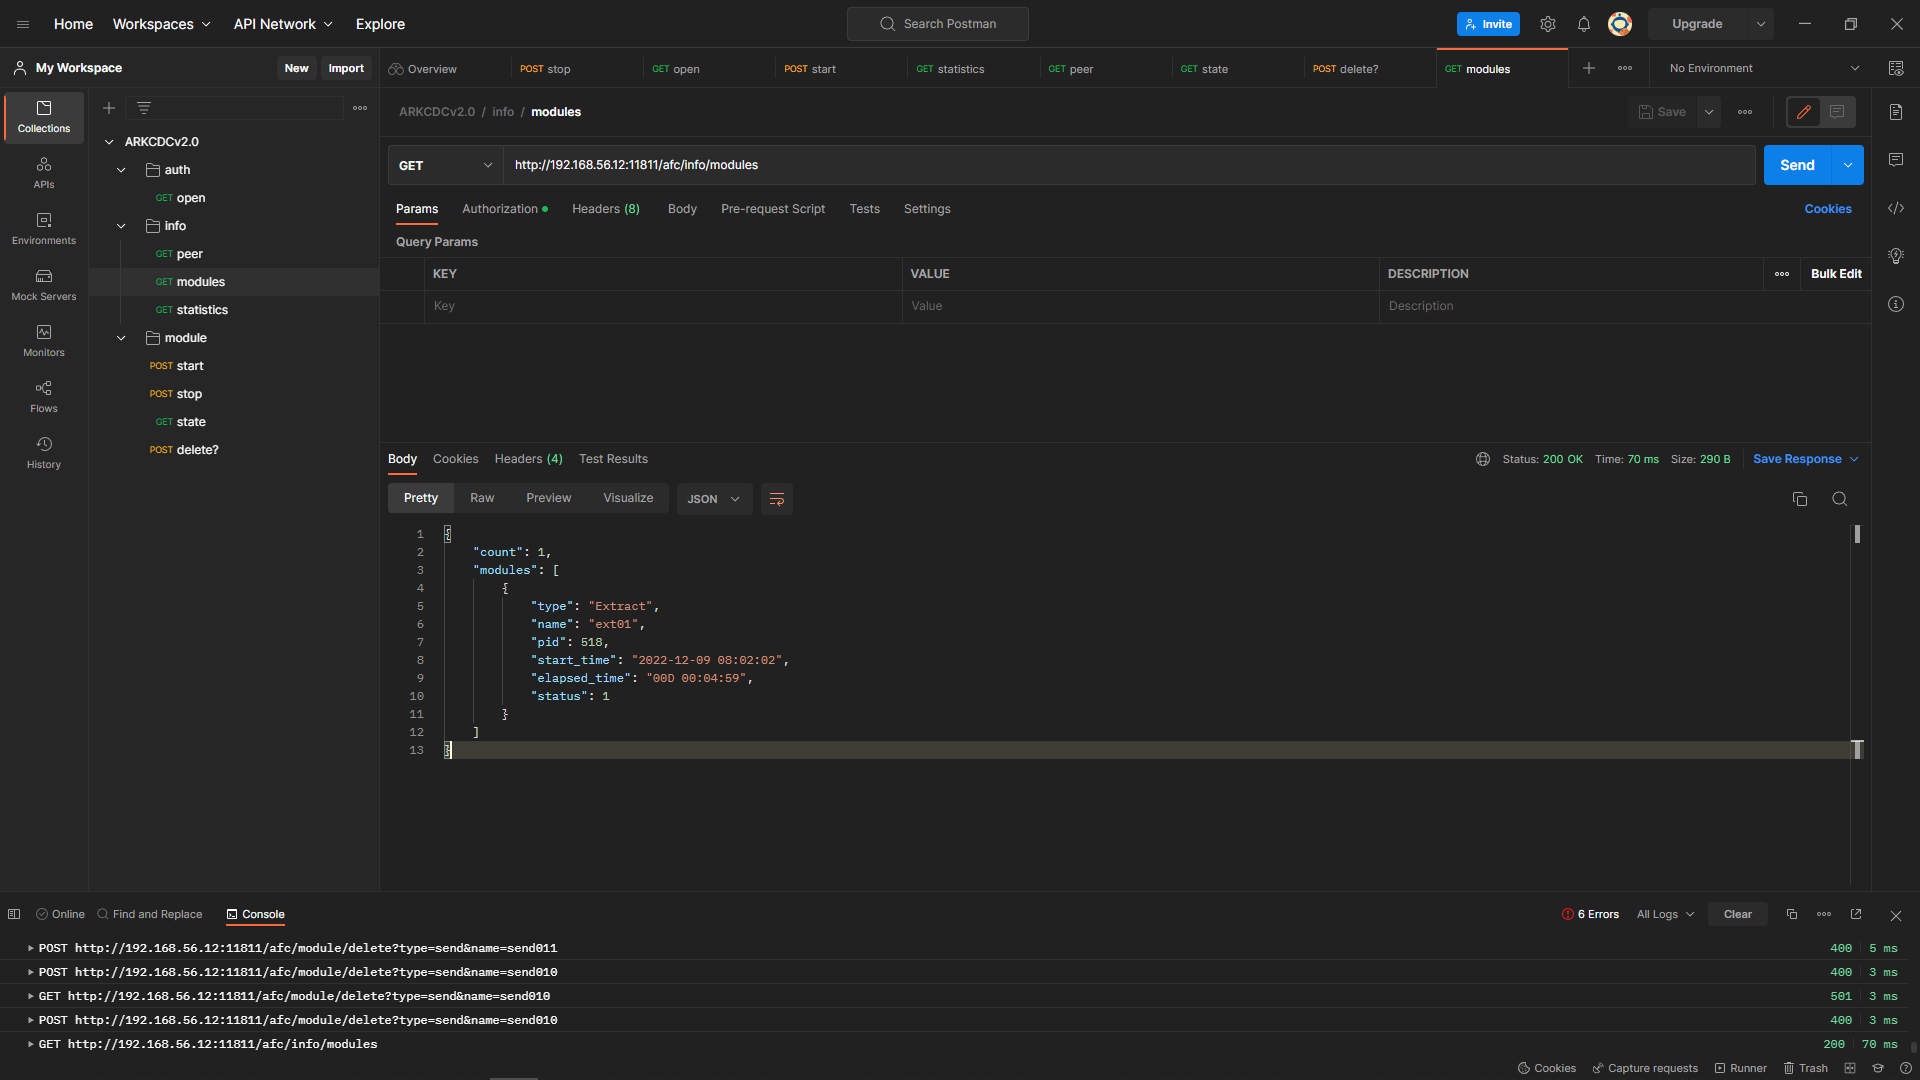 Home Workspaces API Network Explore Search Postman Invite Upgrade
My Workspace New Import Overview POST stop GET open POST start GET statistics GET peer GET state POST delete? GET modules No Environment
Collections
APIs
Environments
Mock Servers
Monitors
Flows
History
ARKCDCv2.0
auth
GET open
info
GET peer
GET modules
GET statistics
module
POST start
POST stop
GET state
POST delete?
ARKCDCv2.0 / info / modules Save
GET http://192.168.56.12:11811/afc/info/modules Send
Params Authorization Headers (8) Body Pre-request Script Tests Settings Cookies
Query Params
KEY VALUE DESCRIPTION Bulk Edit
Key Value Description
Body Cookies Headers (4) Test Results Status: 200 OK Time: 70 ms Size: 290 B Save Response
Pretty Raw Preview Visualize JSON
1 {
2 "count": 1,
3 "modules": [
4 {
5 "type": "Extract",
6 "name": "ext01",
7 "pid": 518,
8 "start_time": "2022-12-09 08:02:02",
9 "elapsed_time": "00D 00:04:59",
10 "status": 1
11 }
12 ]
13 }
Online Find and Replace Console 6 Errors All Logs Clear
POST http://192.168.56.12:11811/afc/module/delete?type=send&name=send011 400 5 ms
POST http://192.168.56.12:11811/afc/module/delete?type=send&name=send010 400 3 ms
GET http://192.168.56.12:11811/afc/module/delete?type=send&name=send010 501 3 ms
POST http://192.168.56.12:11811/afc/module/delete?type=send&name=send010 400 3 ms
GET http://192.168.56.12:11811/afc/info/modules 200 70 ms
Cookies Capture requests Runner Trash